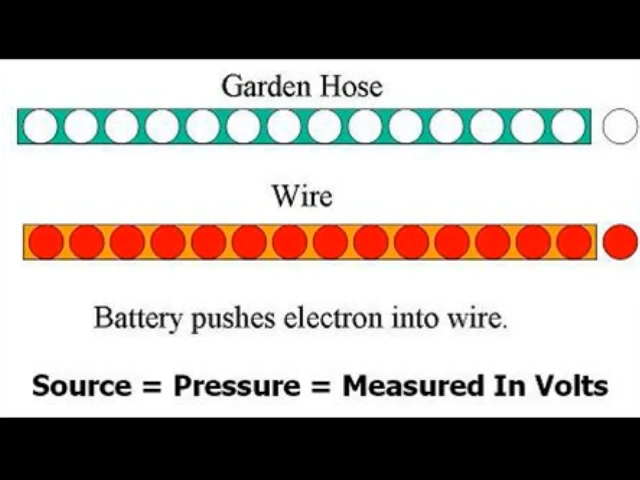 Garden Hose
Wire
Battery pushes electron into wire.
Source = Pressure = Measured In Volts